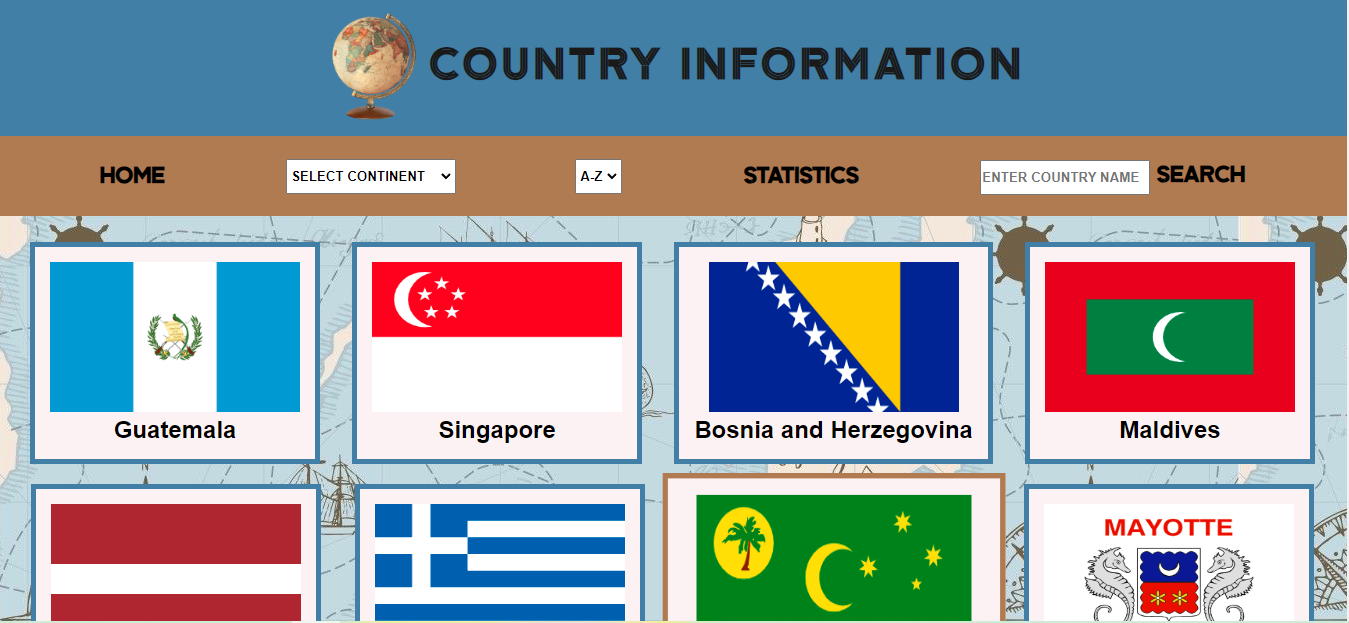 COUNTRY INFORMATION
HOME
SELECT CONTINENT
A-Z
STATISTICS
ENTER COUNTRY NAME
SEARCH
Guatemala
Singapore
Bosnia and Herzegovina
Maldives
MAYOTTE